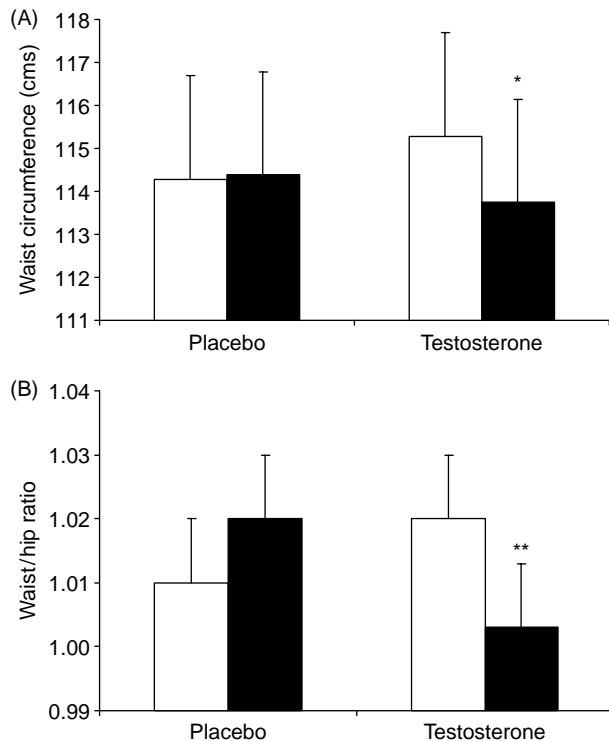 (A)
Waist circumference (cms)
118
117
116
115
114
113
112
111
*
Placebo
Testosterone
(B)
Waist/hip ratio
1.04
1.03
1.02
1.01
1.00
0.99
**
Placebo
Testosterone